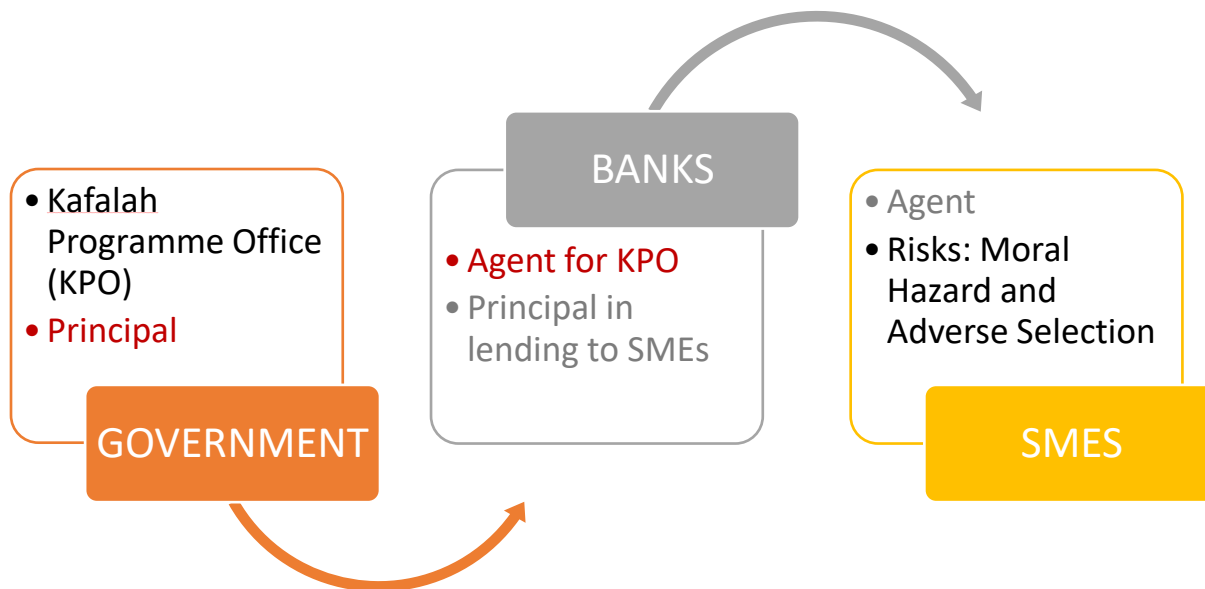 • Kafalah
Programme Office
(KPO)
• Principal
GOVERNMENT
BANKS
• Agent for KPO
• Principal in
lending to SMEs
• Agent
• Risks: Moral
Hazard and
Adverse Selection
SMES